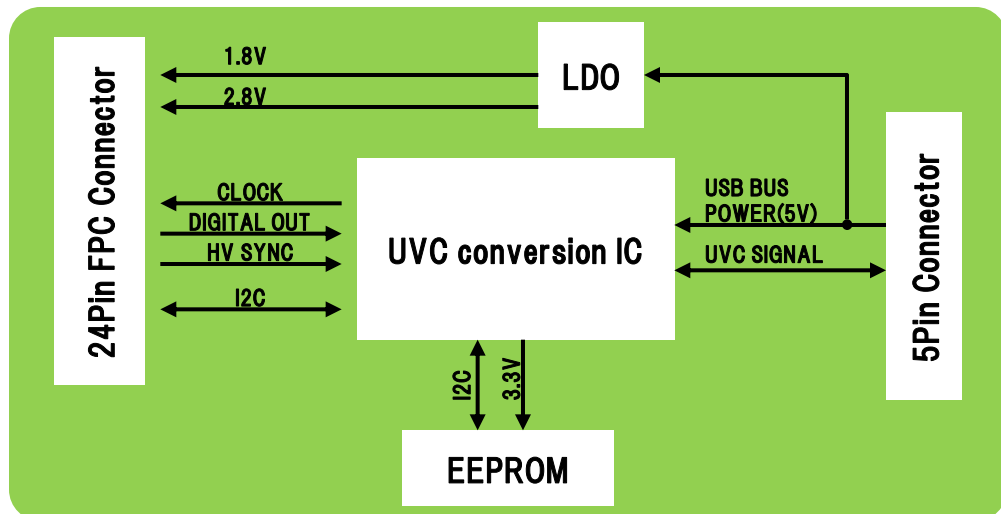 1.8V
2.8V
LDO
24Pin FPC Connector
CLOCK
DIGITAL OUT
HV SYNC
I2C
UVC conversion IC
USB BUS
POWER(5V)
UVC SIGNAL
5Pin Connector
I2C
3.3V
EEPROM